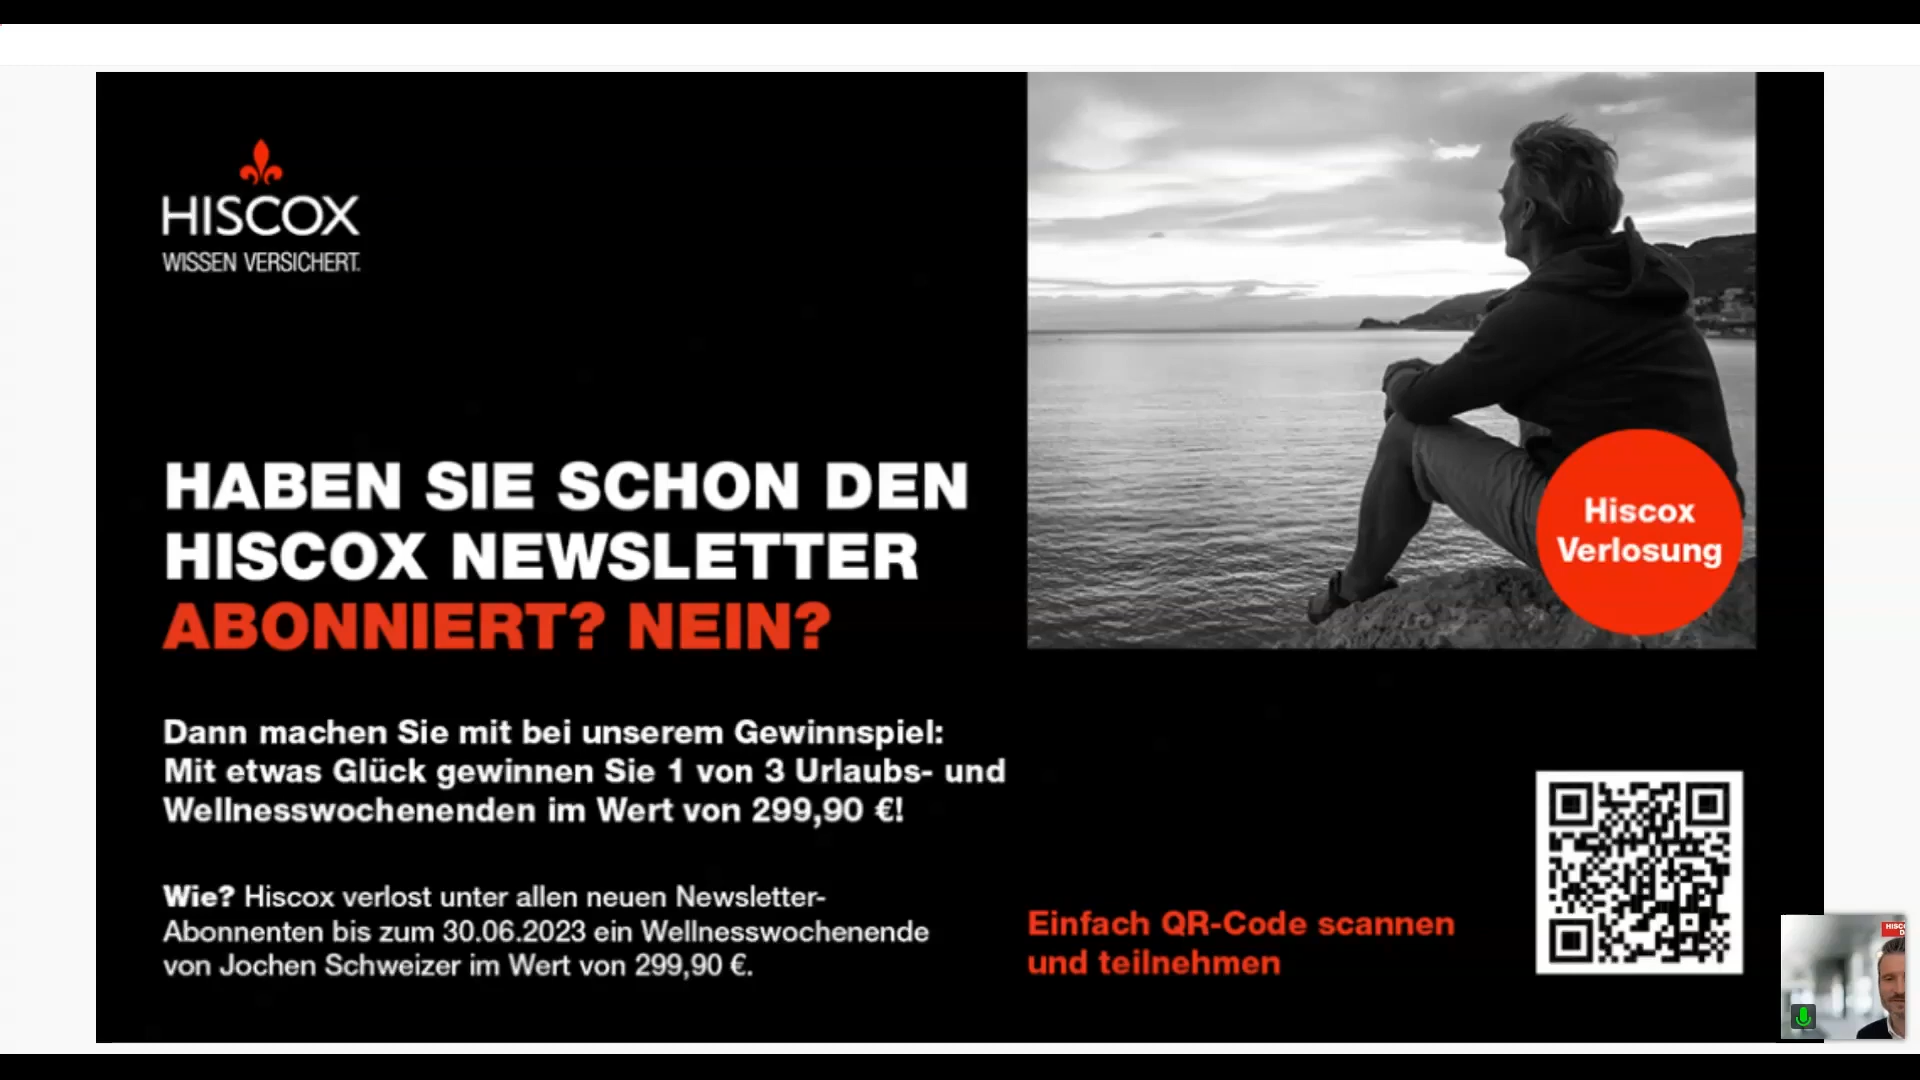 HISCOX
WISSEN VERSICHERT.
HABEN SIE SCHON DEN
HISCOX NEWSLETTER
ABONNIERT? NEIN?
Dann machen Sie mit bei unserem Gewinnspiel:
Mit etwas Glück gewinnen Sie 1 von 3 Urlaubs- und
Wellnesswochenenden im Wert von 299,90 €!
Wie? Hiscox verlost unter allen neuen Newsletter-
Abonnenten bis zum 30.06.2023 ein Wellnesswochenende
von Jochen Schweizer im Wert von 299,90 €.
Hiscox
Verlosung
Einfach QR-Code scannen
und teilnehmen